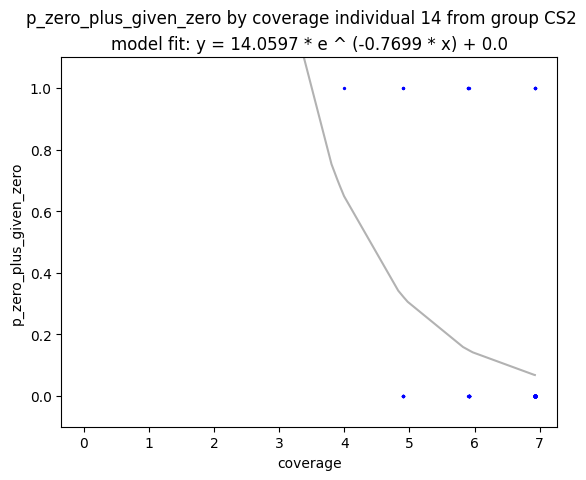 p_zero_plus_given_zero by coverage individual 14 from group CS2
model fit: y = 14.0597 * e ^ (-0.7699 * x) + 0.0
1.0
0.8
0.6
0.4
0.2
0.0
p_zero_plus_given_zero
0 1 2 3 4 5 6 7
coverage